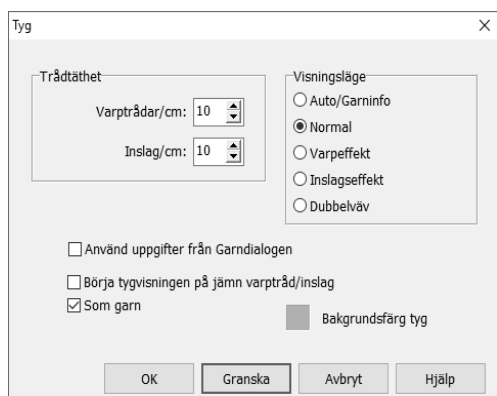 Tyg
Trådtäthet
Varptrådar/cm: 10
Inslag/cm: 10
Visningsläge
Auto/Garninfo
Normal
Varpeffekt
Inslagseffekt
Dubbelväv
Använd uppgifter från Garndialogen
Börja tygvisningen på jämn varptråd/inslag
Som garn
Bakgrundsfärg tyg
OK Granska Avbryt Hjälp